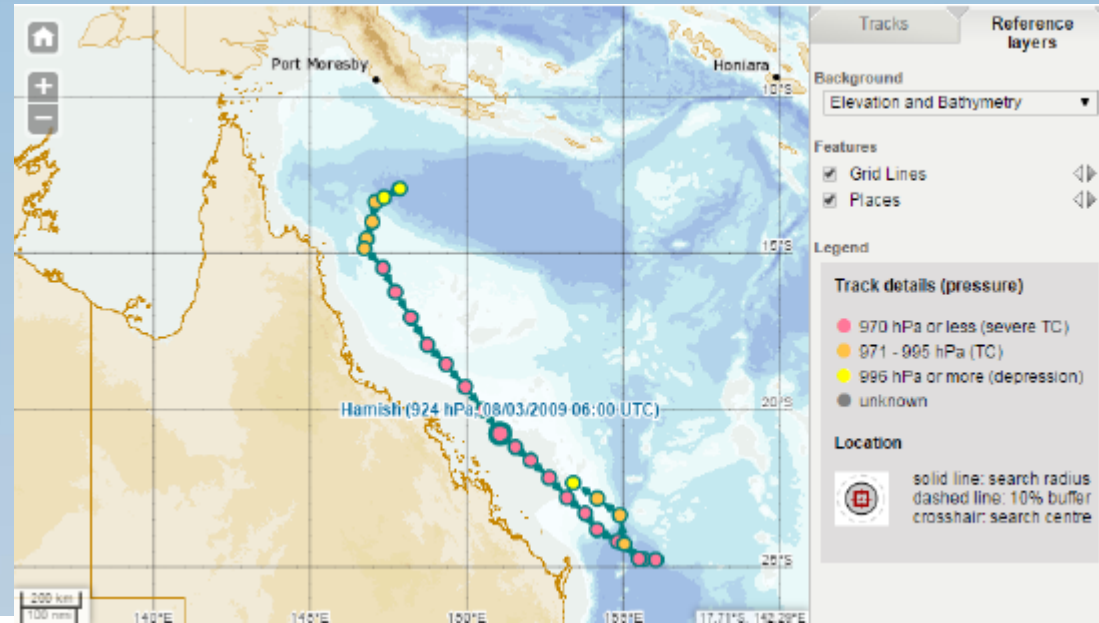 Port Moresby
Honiara
10°S
15°S
Hamish (924 hPa, 08/03/2009 06:00 UTC)
20°S
25°S
200 km
100 nmi
140°E
145°E
150°E
155°E
17.71°S, 142.29°E
Tracks
Reference
layers
Background
Elevation and Bathymetry
Features
Grid Lines
Places
Legend
Track details (pressure)
970 hPa or less (severe TC)
971 - 995 hPa (TC)
996 hPa or more (depression)
unknown
Location
solid line: search radius
dashed line: 10% buffer
crosshair: search centre